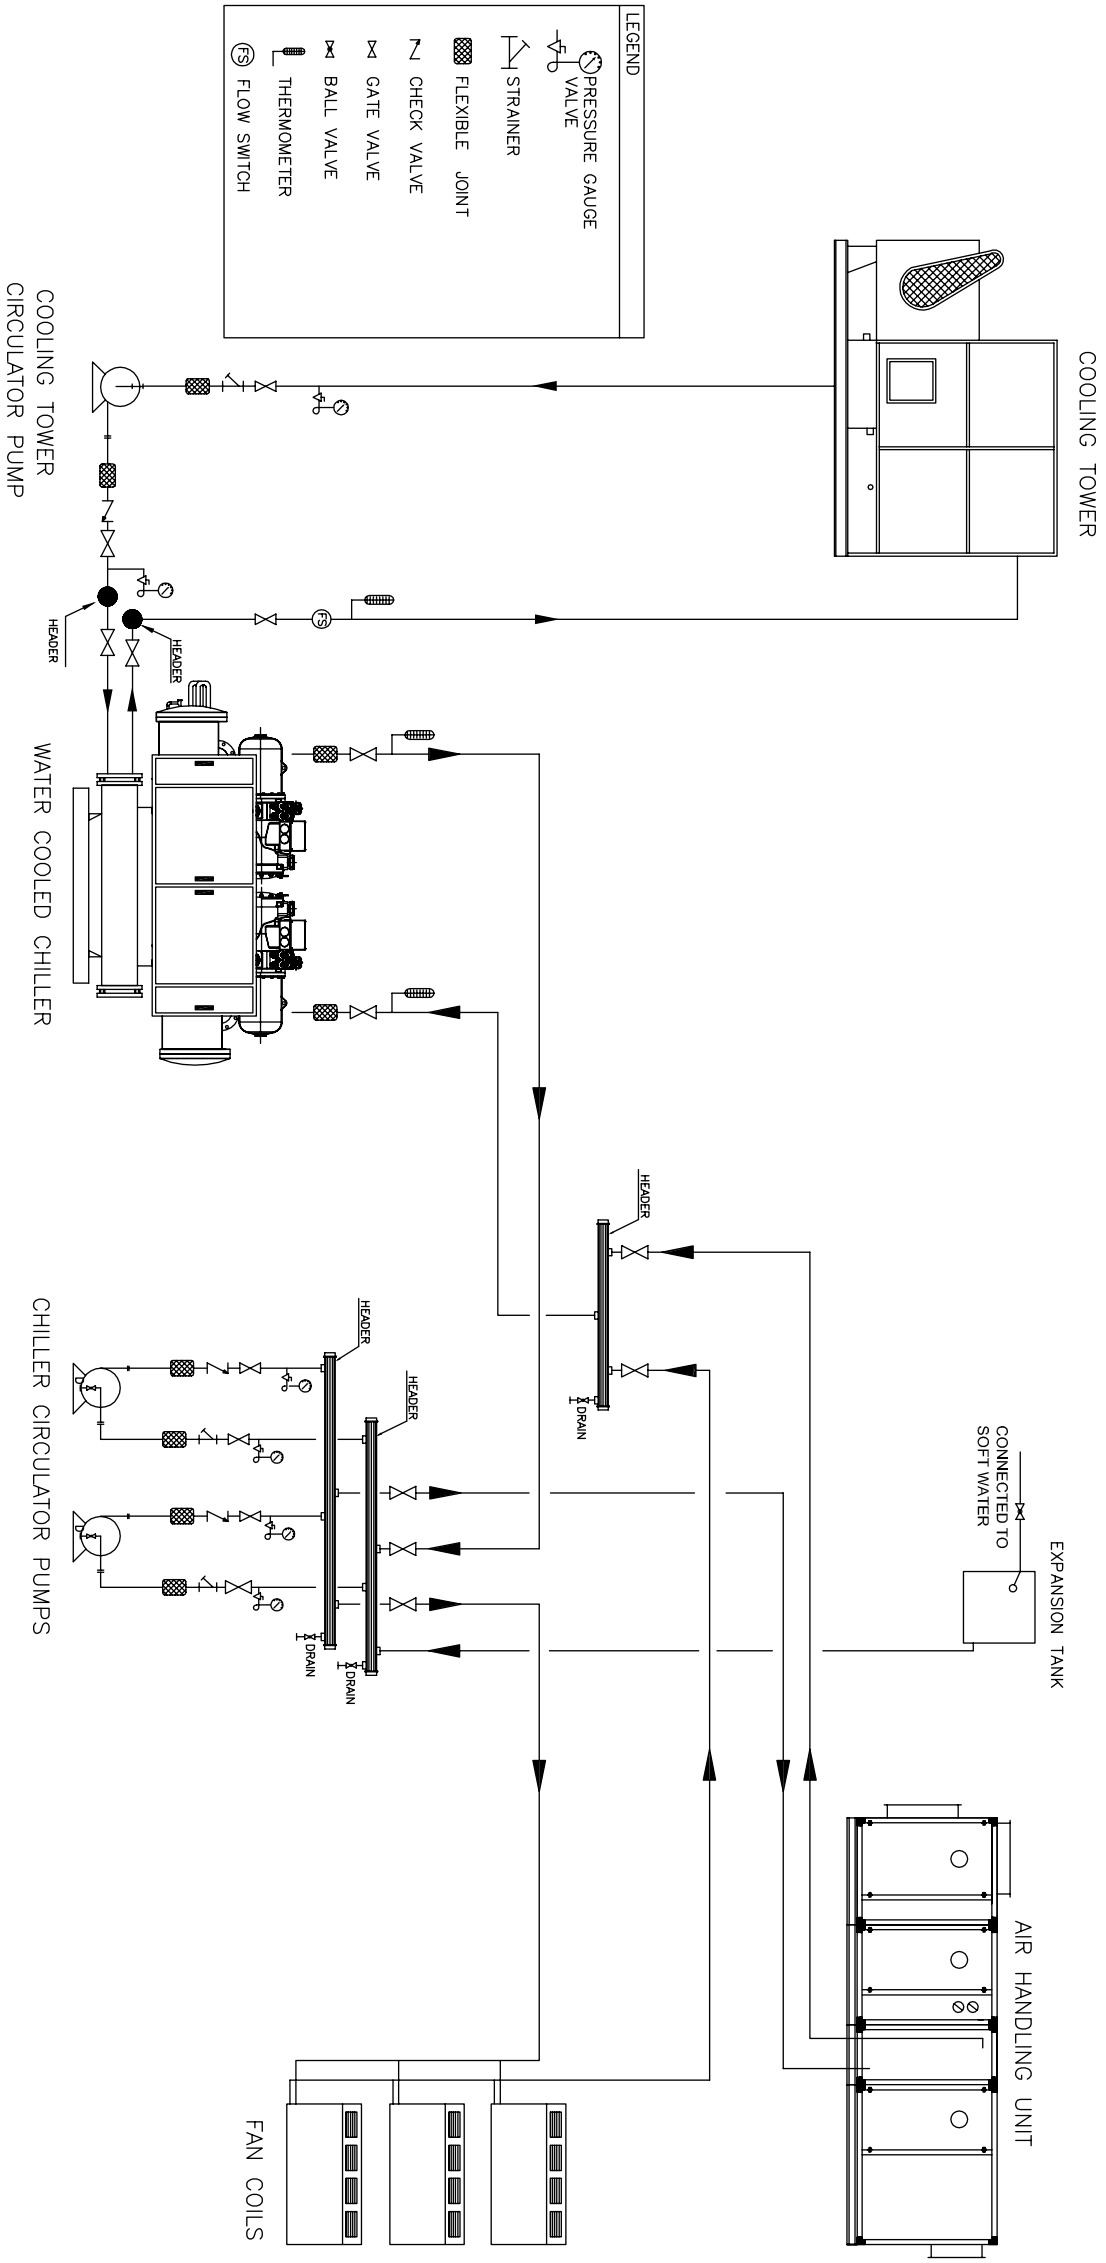 LEGEND
PRESSURE GAUGE
VALVE
STRAINER
FLEXIBLE JOINT
CHECK VALVE
GATE VALVE
BALL VALVE
THERMOMETER
FS FLOW SWITCH
COOLING TOWER
COOLING TOWER
CIRCULATOR PUMP
HEADER
HEADER
FS
WATER COOLED CHILLER
HEADER
DRAIN
HEADER
HEADER
DRAIN
DRAIN
CHILLER CIRCULATOR PUMPS
CONNECTED TO
SOFT WATER
EXPANSION TANK
AIR HANDLING UNIT
FAN COILS